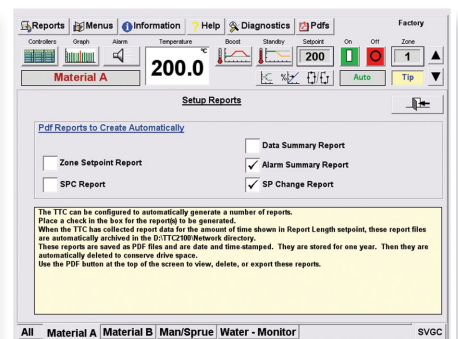 Reports Menus Information Help Diagnostics Pdfs Factory
Controllers Graph Alarm Temperature Boost Standby Setpoint On Off Zone
°C
200.0
200
1
Material A
Auto
Tip
Setup Reports
Pdf Reports to Create Automatically
Data Summary Report
Zone Setpoint Report
Alarm Summary Report
SPC Report
SP Change Report
The TTC can be configured to automatically generate a number of reports.
Place a check in the box for the report(s) to be generated.
When the TTC has collected report data for the amount of time shown in Report Length setpoint, these report files
are automatically archived in the D:\TTC2100\Network directory.
These reports are saved as PDF files and are date and time-stamped. They are stored for one year. Then they are
automatically deleted to conserve drive space.
Use the PDF button at the top of the screen to view, delete, or export these reports.
All Material A Material B Man/Sprue Water - Monitor SVGC